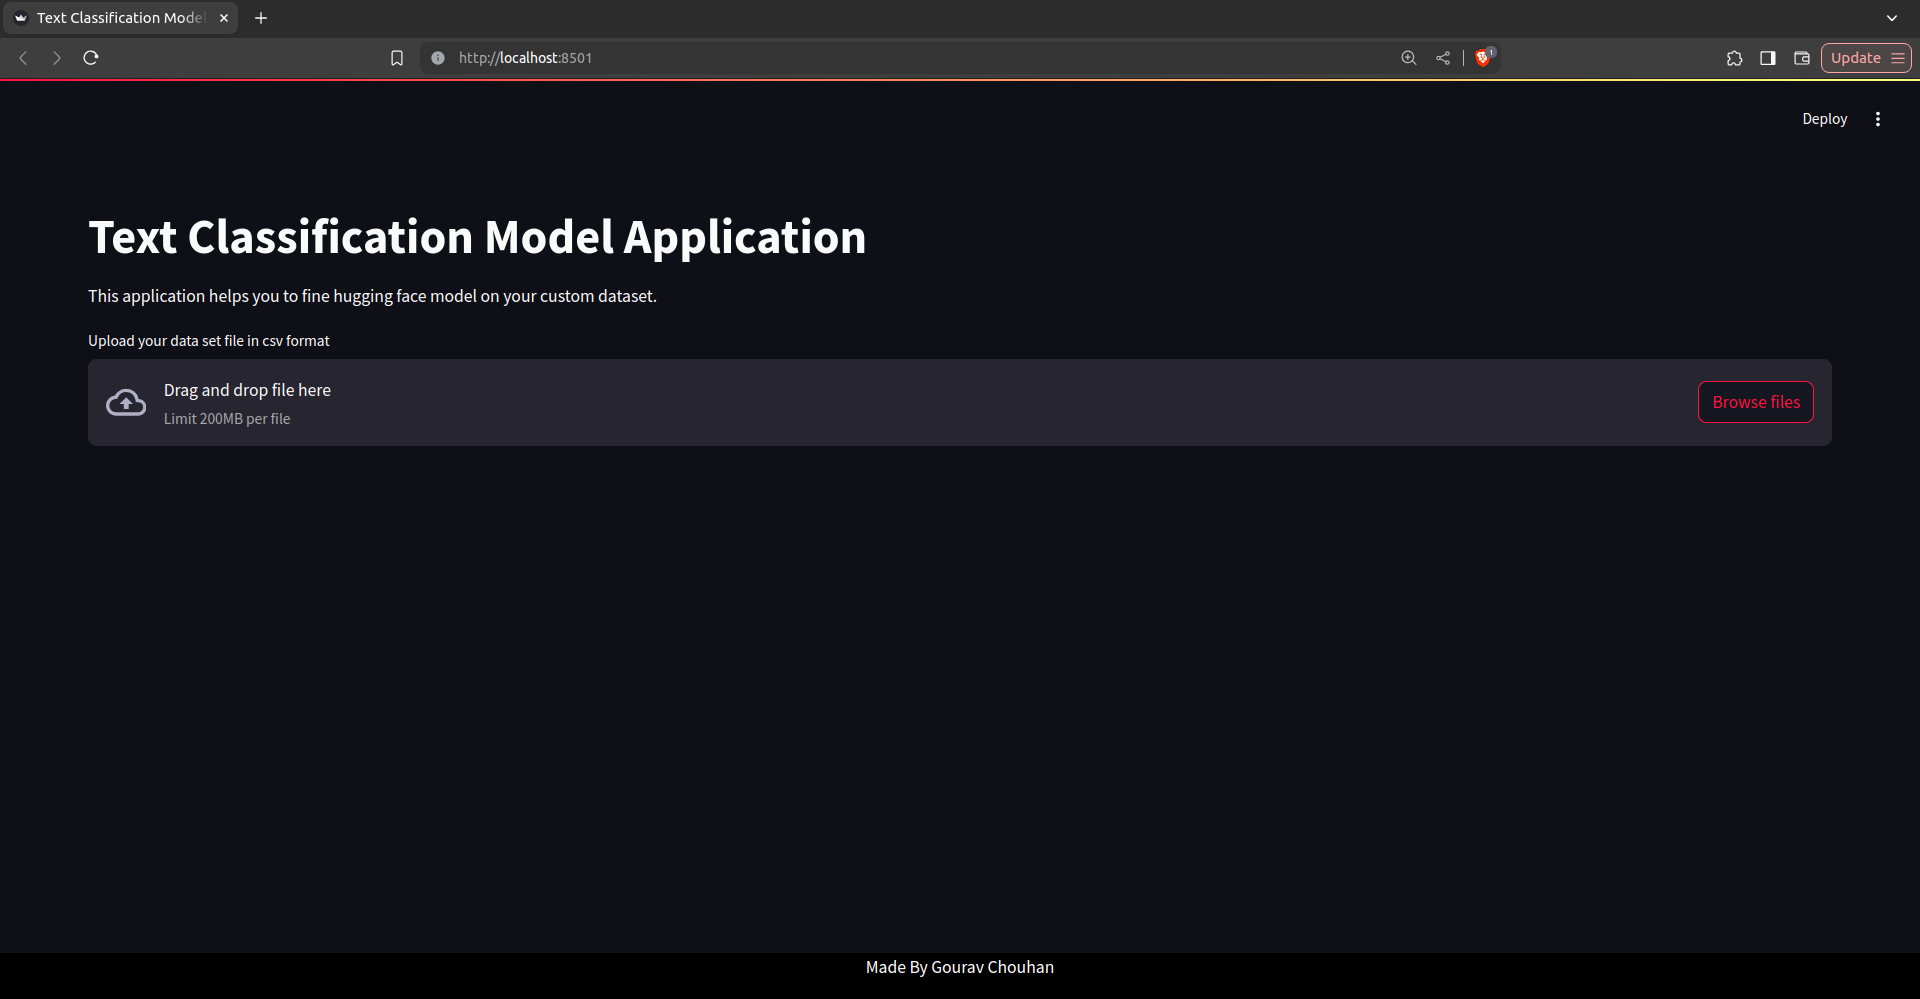 Text Classification Mode
http://localhost:8501
1
Update
Deploy
Text Classification Model Application
This application helps you to fine hugging face model on your custom dataset.
Upload your data set file in csv format
Drag and drop file here
Limit 200MB per file
Browse files
Made By Gourav Chouhan